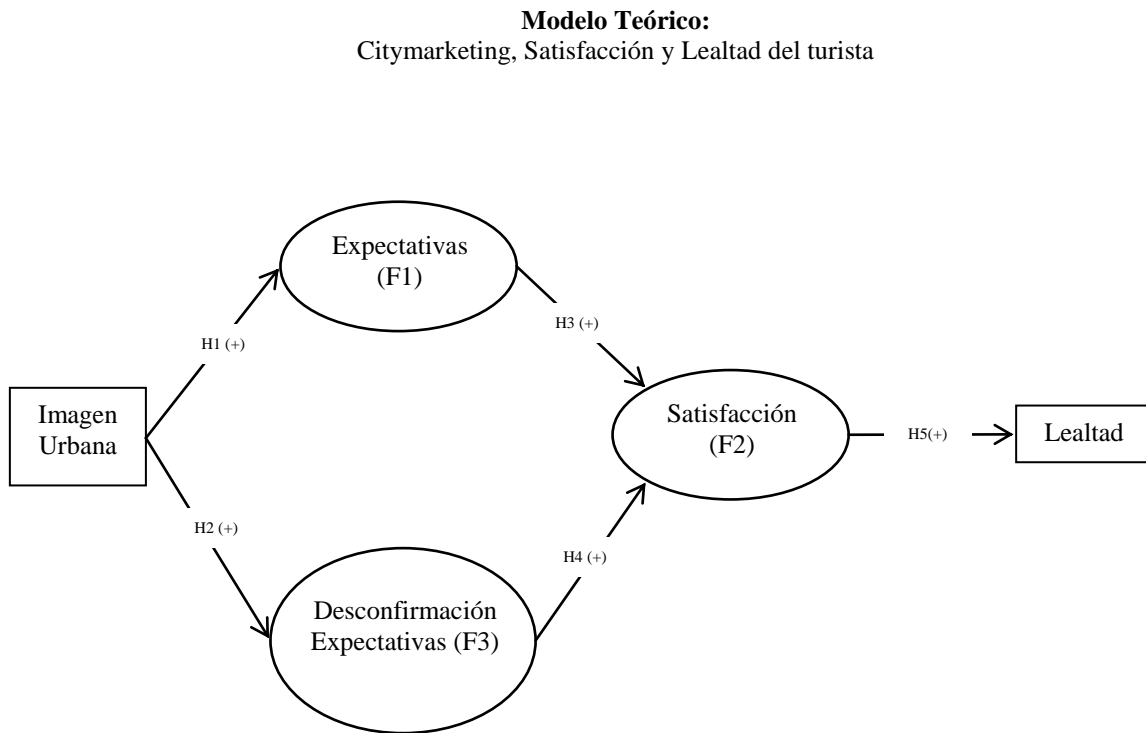 Modelo Teórico:
Citymarketing, Satisfacción y Lealtad del turista
Expectativas
(F1)
H1 (+)
H3 (+)
Imagen
Urbana
Satisfacción
(F2)
H5(+)
Lealtad
H2 (+)
H4 (+)
Desconfirmación
Expectativas (F3)